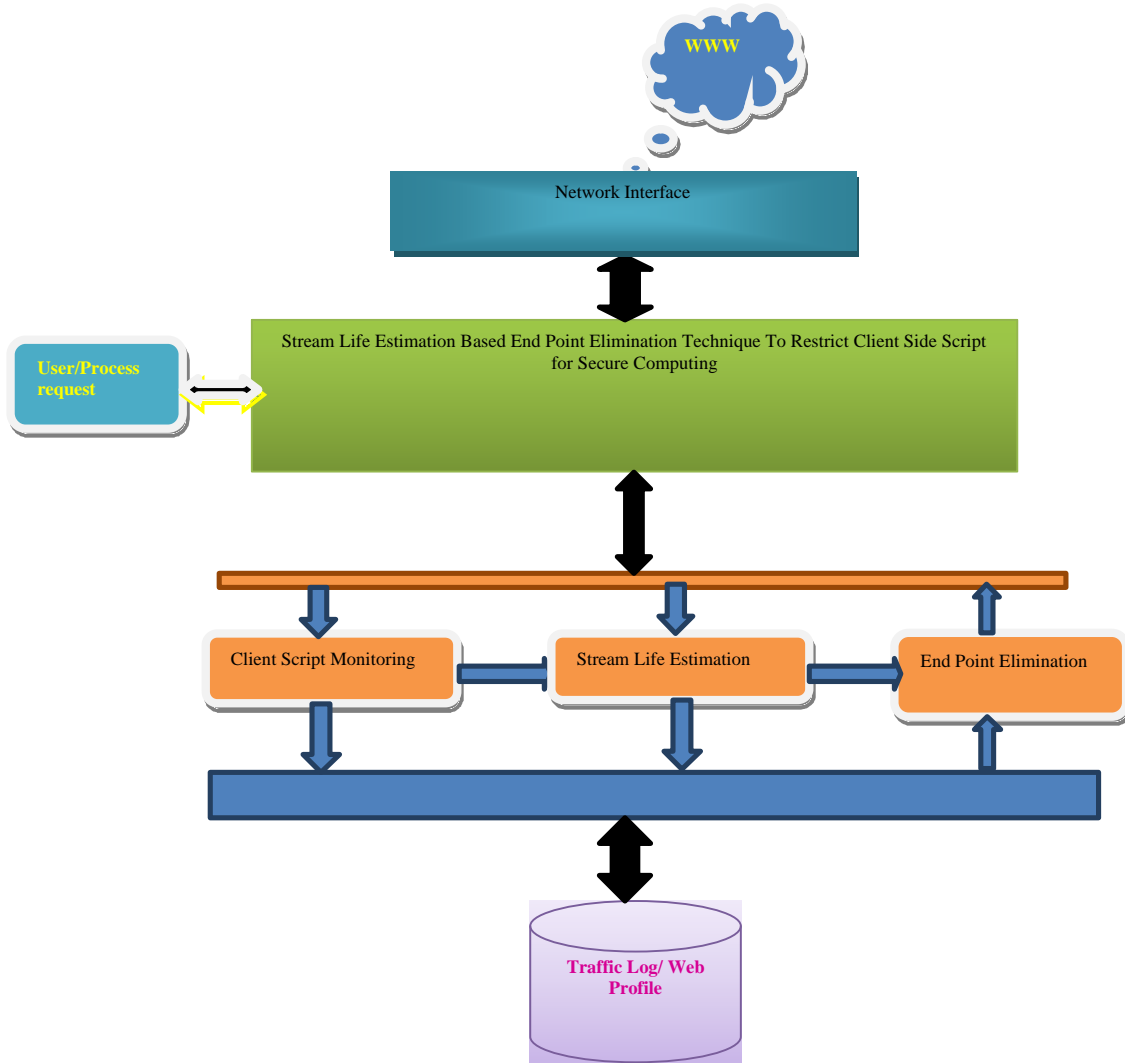 WWW
Network Interface
Stream Life Estimation Based End Point Elimination Technique To Restrict Client Side Script
for Secure Computing
User/Process
request
Client Script Monitoring
Stream Life Estimation
End Point Elimination
Traffic Log/ Web
Profile